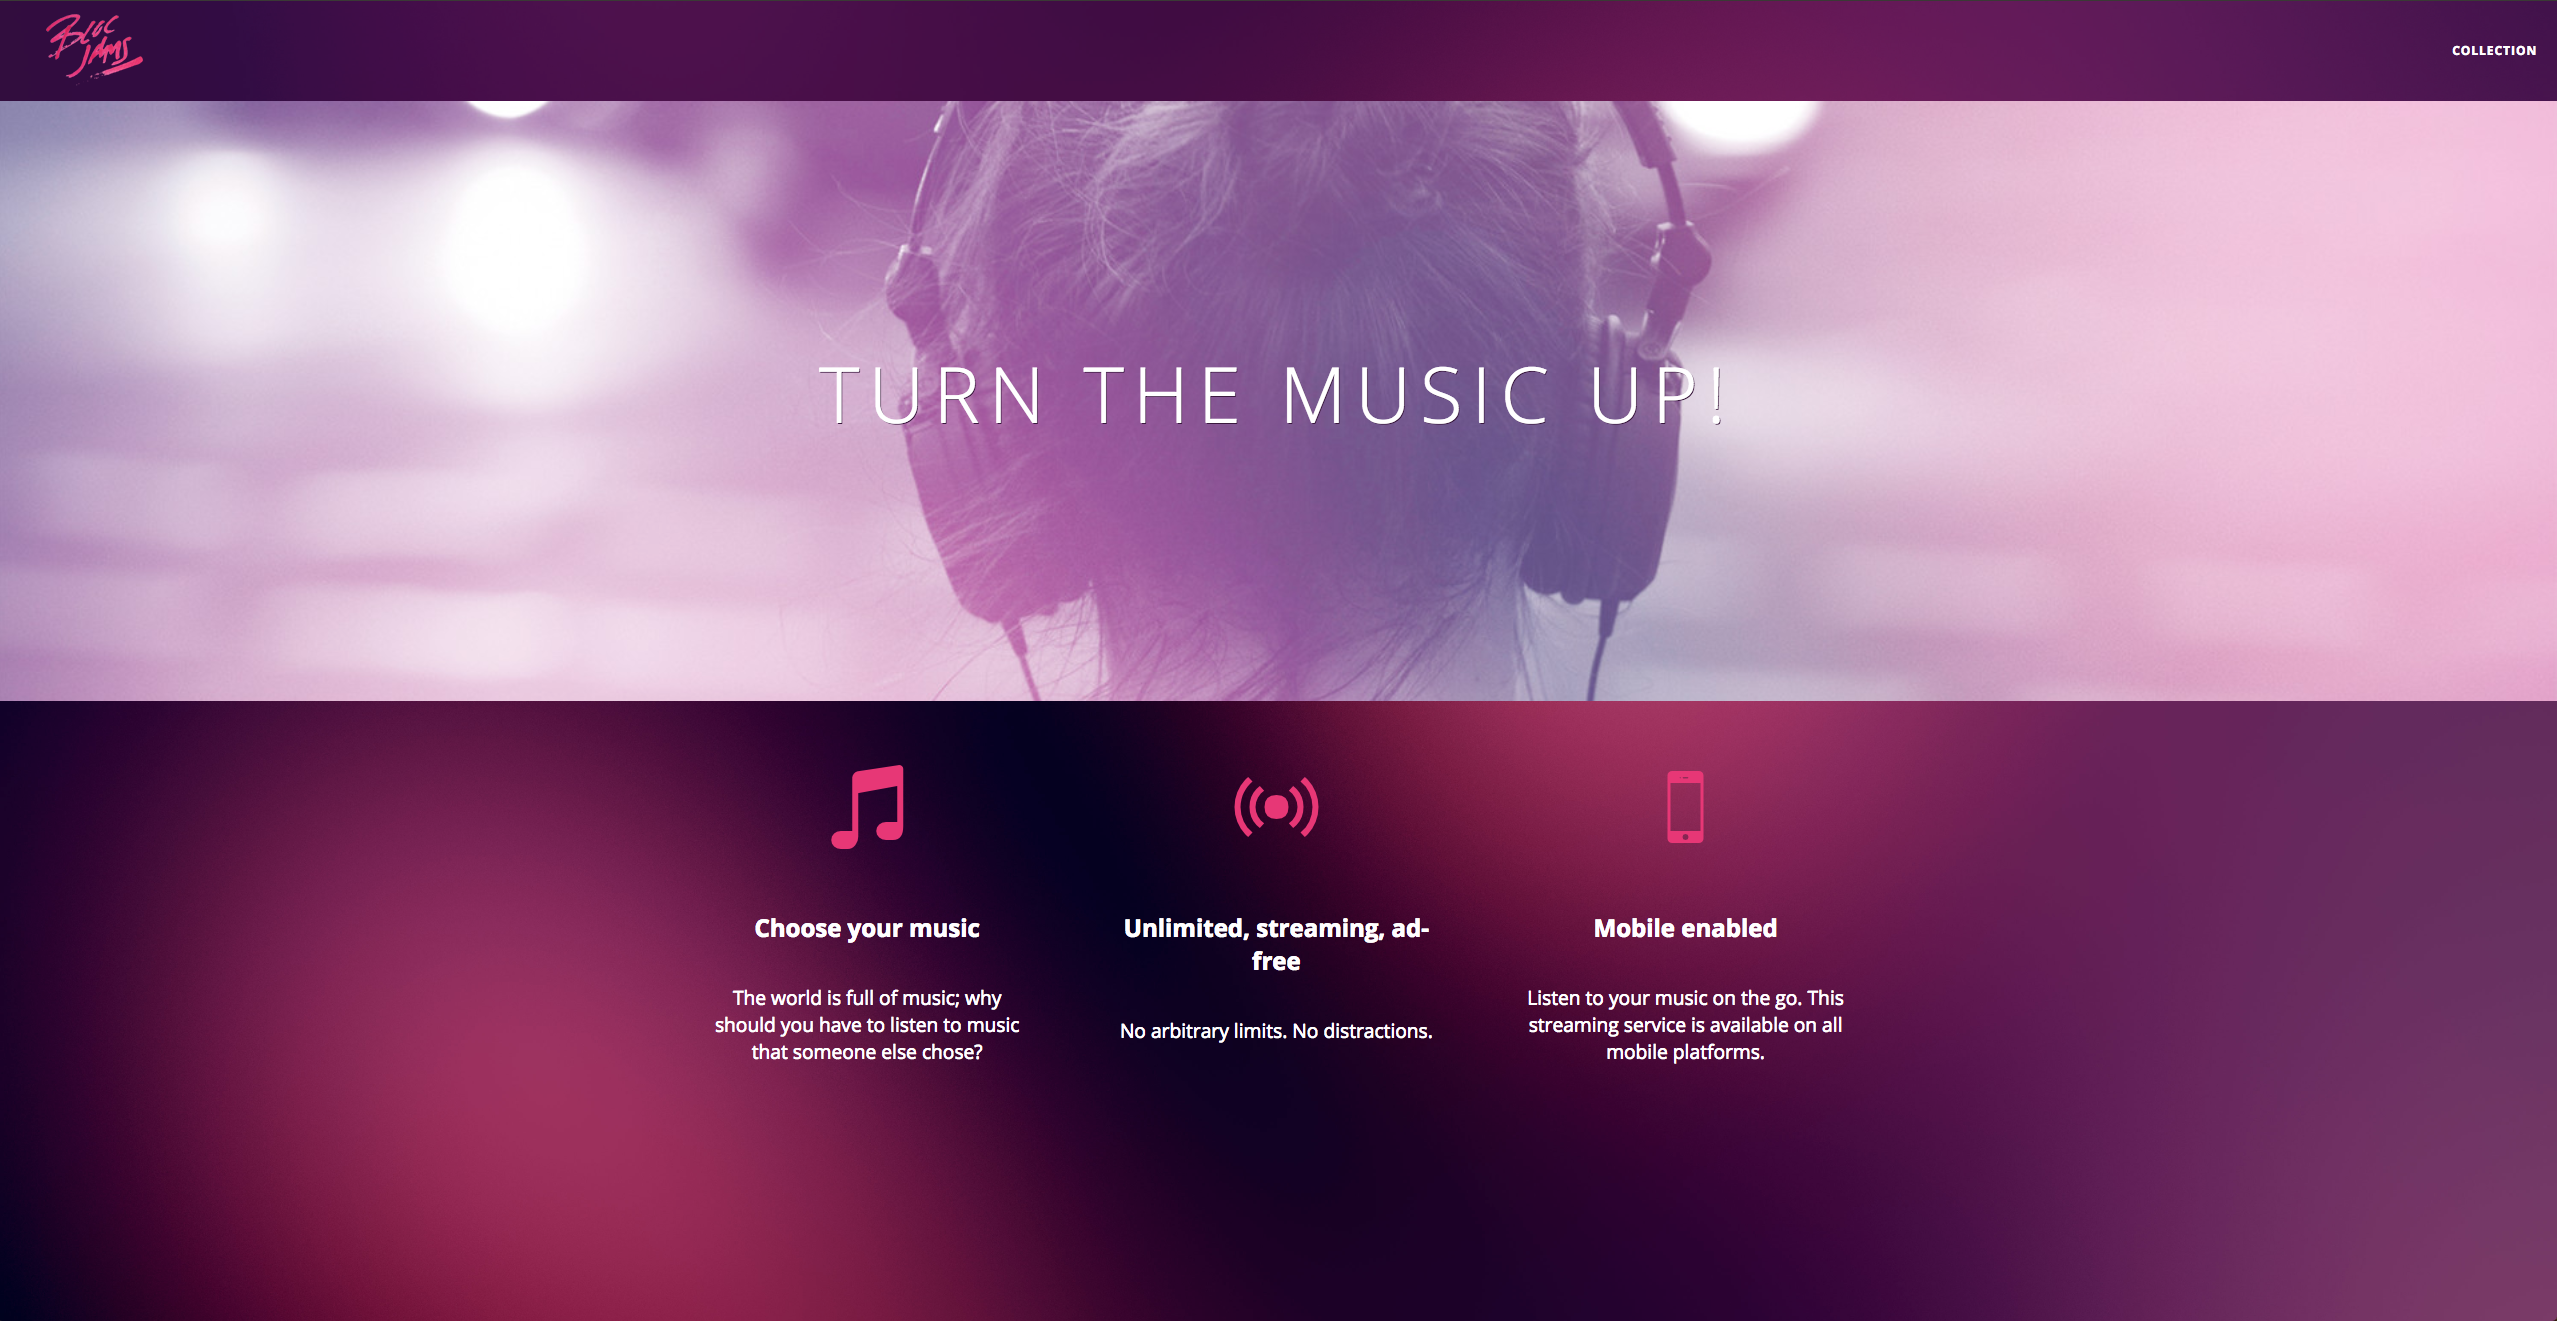 BLOC
JAMS
COLLECTION
TURN THE MUSIC UP!
Choose your music
The world is full of music; why
should you have to listen to music
that someone else chose?
Unlimited, streaming, ad-
free
No arbitrary limits. No distractions.
Mobile enabled
Listen to your music on the go. This
streaming service is available on all
mobile platforms.